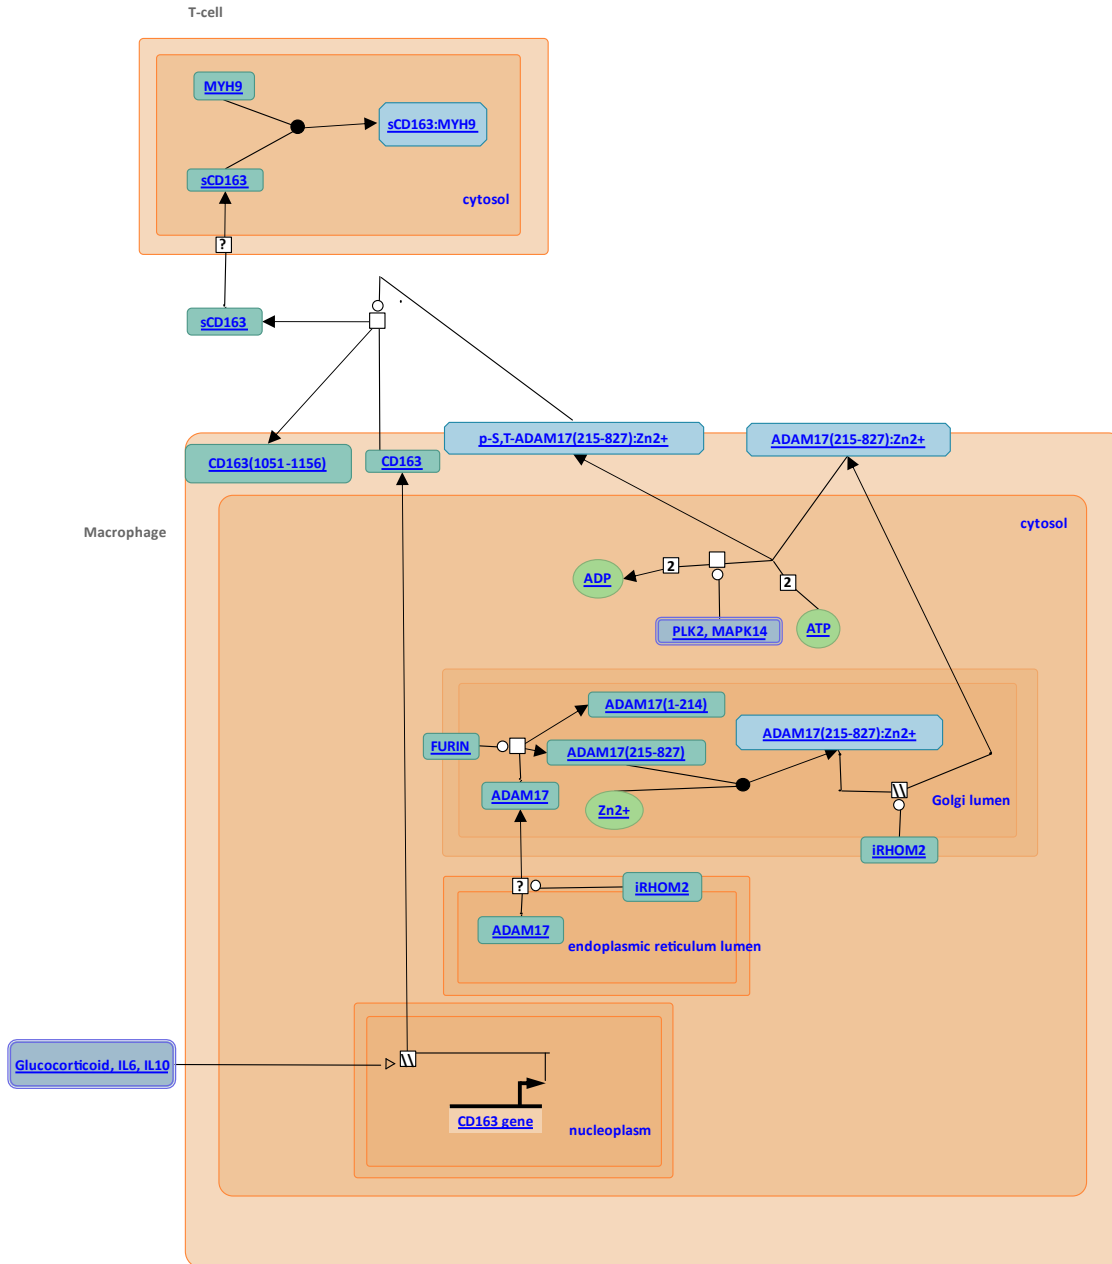 T-cell
MYH9
sCD163:MYH9
sCD163
cytosol
?
sCD163
p-S,T-ADAM17(215-827):Zn2+
ADAM17(215-827):Zn2+
CD163(1051-1156)
CD163
Macrophage
cytosol
2
ADP
2
PLK2, MAPK14
ATP
ADAM17(1-214)
FURIN
ADAM17(215-827)
ADAM17(215-827):Zn2+
ADAM17
Zn2+
Golgi lumen
iRHOM2
?
iRHOM2
ADAM17
endoplasmic reticulum lumen
Glucocorticoid, IL6, IL10
CD163 gene
nucleoplasm